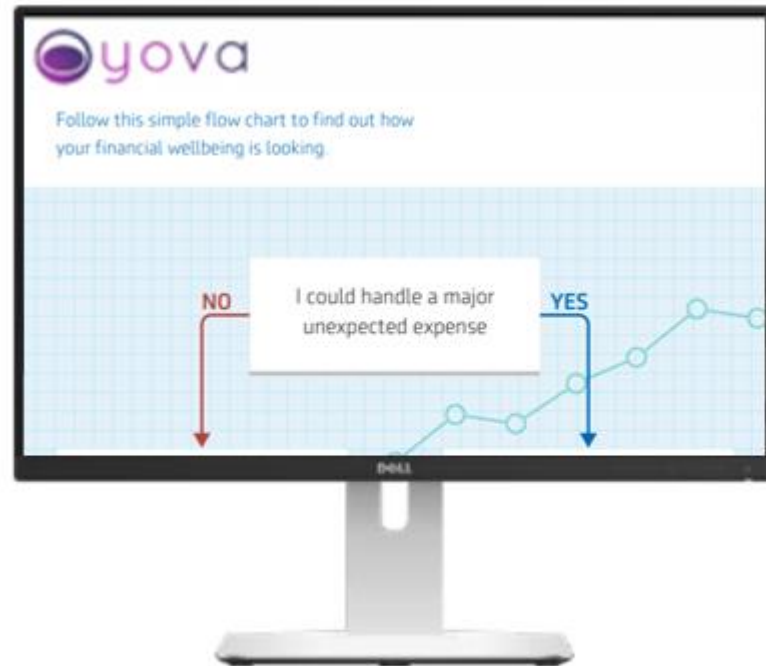 yova
Follow this simple flow chart to find out how
your financial wellbeing is looking.
NO
I could handle a major
unexpected expense
YES
DELL